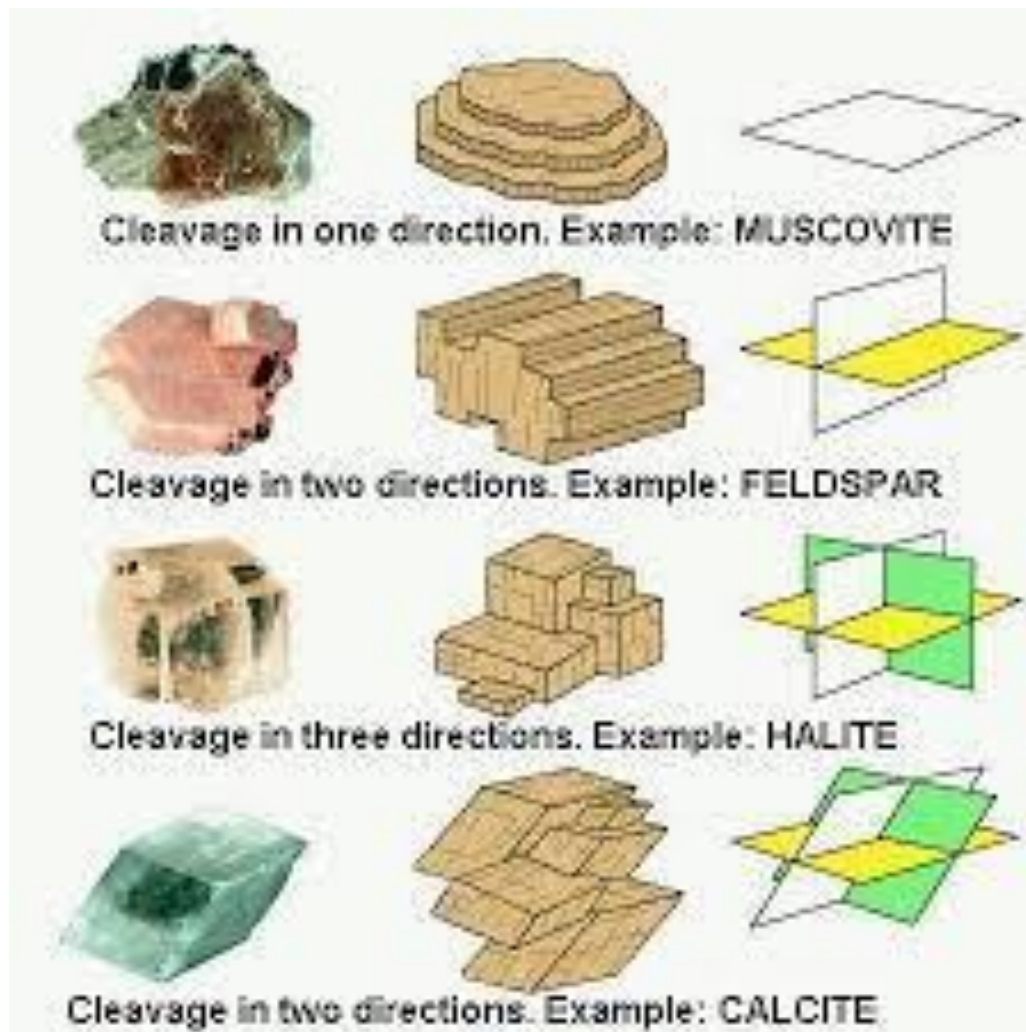 Cleavage in one direction. Example: MUSCOVITE
Cleavage in two directions. Example: FELDSPAR
Cleavage in three directions. Example: HALITE
Cleavage in two directions. Example: CALCITE